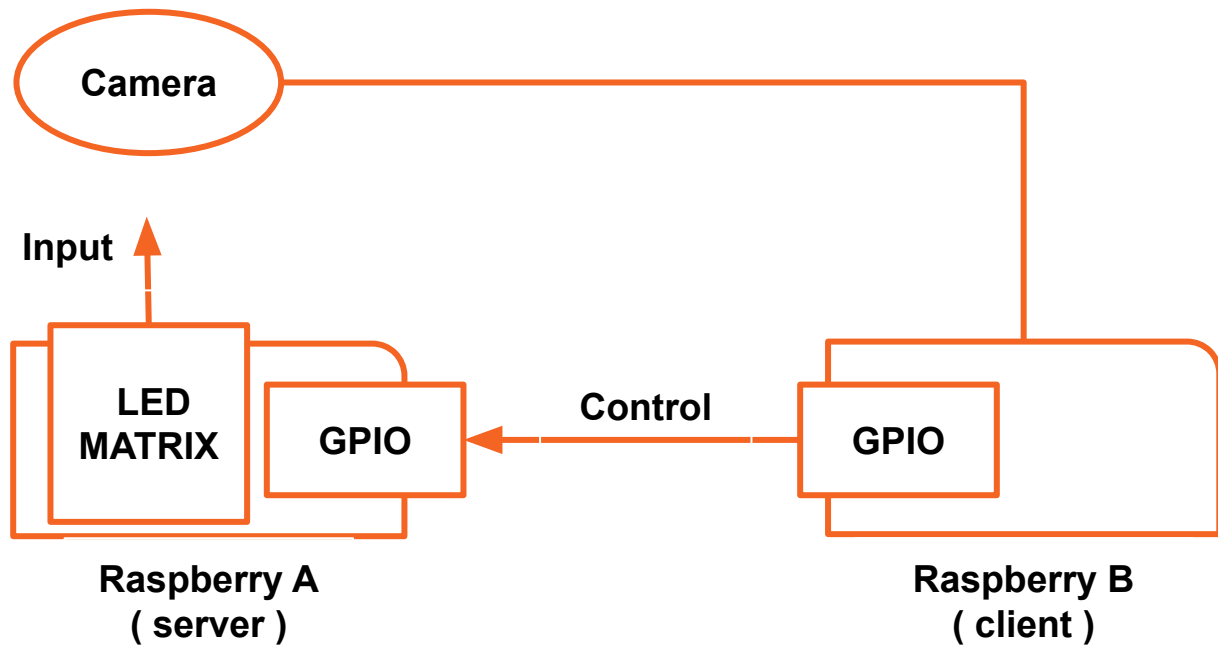 Camera
Input
LED
MATRIX
GPIO
Control
GPIO
Raspberry A
( server )
Raspberry B
( client )